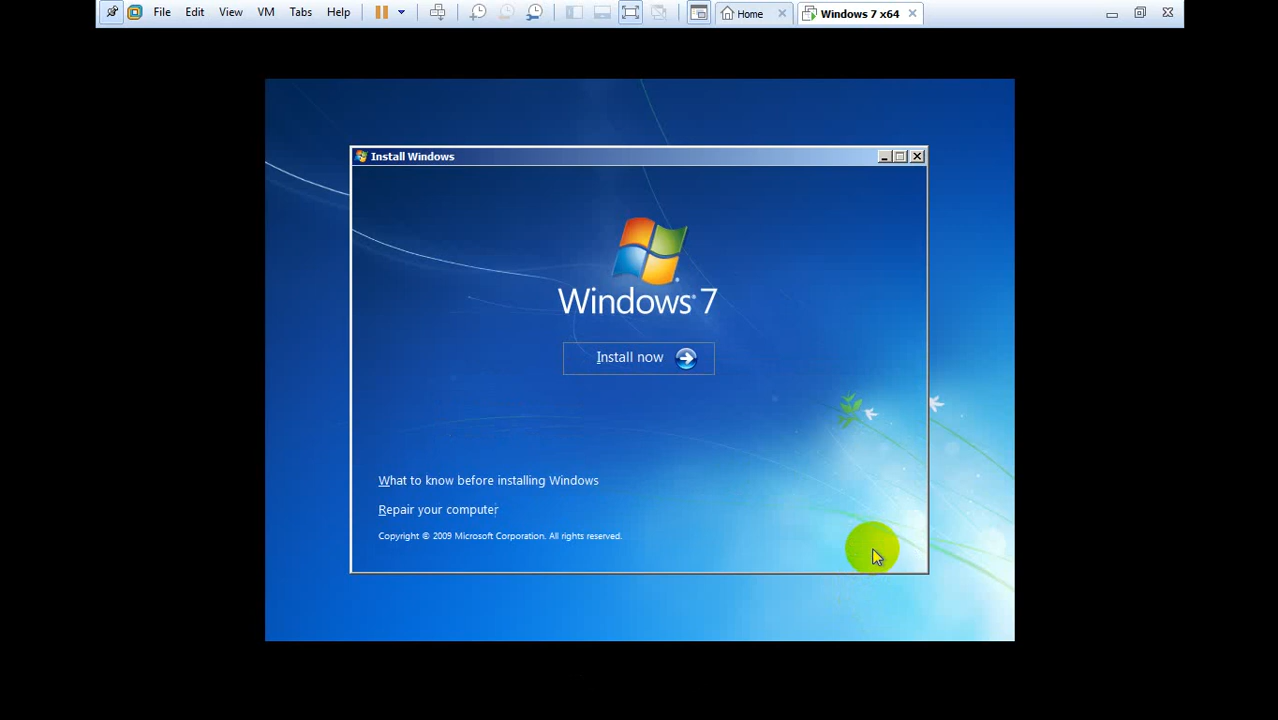 File Edit View VM Tabs Help Home Windows 7 x64
Install Windows
Windows® 7
Install now
What to know before installing Windows
Repair your computer
Copyright © 2009 Microsoft Corporation. All rights reserved.